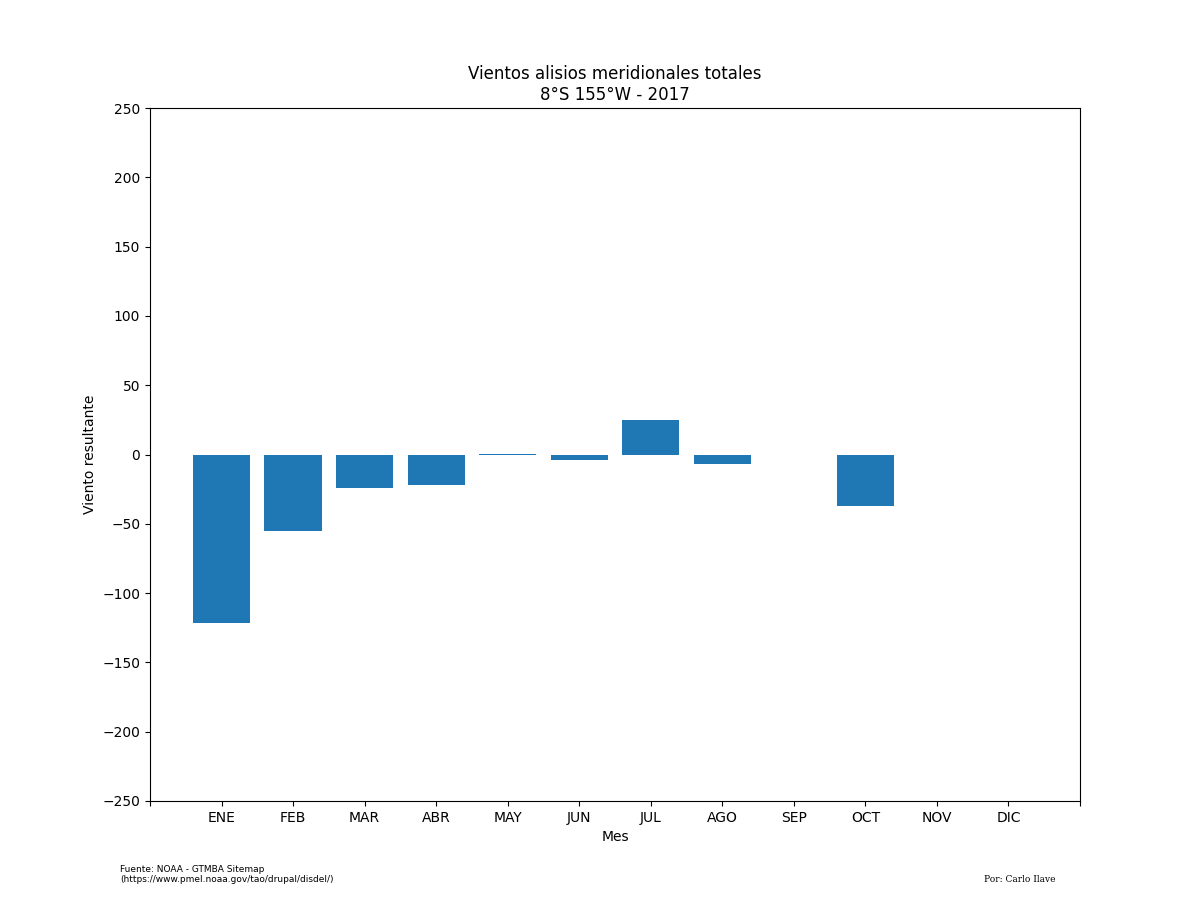 Vientos alisios meridionales totales
8°S 155°W - 2017
250
200
150
100
50
0
−50
−100
−150
−200
−250
Viento resultante
ENE FEB MAR ABR MAY JUN JUL AGO SEP OCT NOV DIC
Mes
Fuente: NOAA - GTMBA Sitemap
(https://www.pmel.noaa.gov/tao/drupal/disdel/)
Por: Carlo Ilave